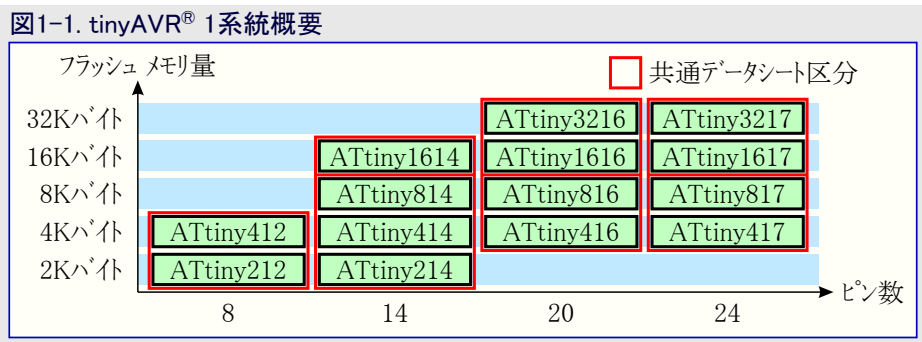 図1-1. tinyAVR® 1系統概要
フラッシュ メモリ量
共通データシート区分
32Kバイト ATtiny3216 ATtiny3217
16Kバイト ATtiny1614 ATtiny1616 ATtiny1617
8Kバイト ATtiny814 ATtiny816 ATtiny817
4Kバイト ATtiny412 ATtiny414 ATtiny416 ATtiny417
2Kバイト ATtiny212 ATtiny214
ピン数
8 14 20 24